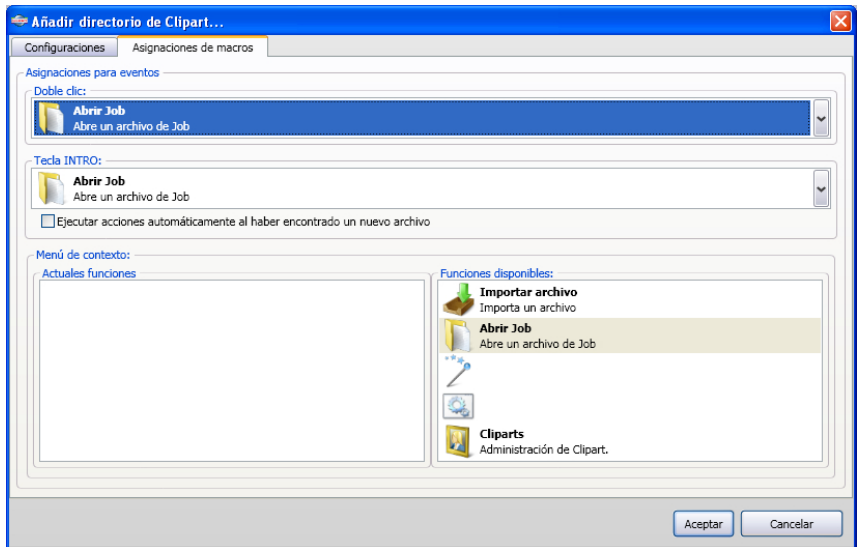 Añadir directorio de Clipart...
Configuraciones
Asignaciones de macros
Asignaciones para eventos
Doble clic:
Abrir Job
Abre un archivo de Job
Tecla INTRO:
Abrir Job
Abre un archivo de Job
Ejecutar acciones automáticamente al haber encontrado un nuevo archivo
Menú de contexto:
Actuales funciones
Funciones disponibles:
Importar archivo
Importa un archivo
Abrir Job
Abre un archivo de Job
Cliparts
Administración de Clipart.
Aceptar
Cancelar